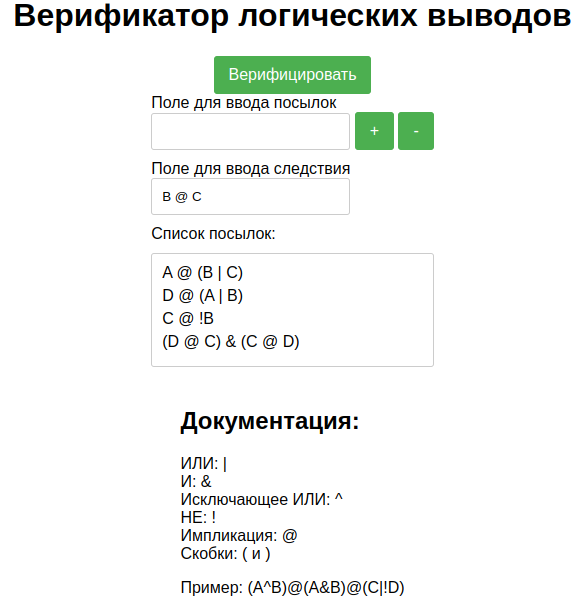 Верификатор логических выводов
Верифицировать
Поле для ввода посылок
+ -
Поле для ввода следствия
B @ C
Список посылок:
A @ (B | C)
D @ (A | B)
C @ !B
(D @ C) & (C @ D)
Документация:
ИЛИ: |
И: &
Исключающее ИЛИ: ^
НЕ: !
Импликация: @
Скобки: ( и )
Пример: (A^B)@(A&B)@(C|!D)